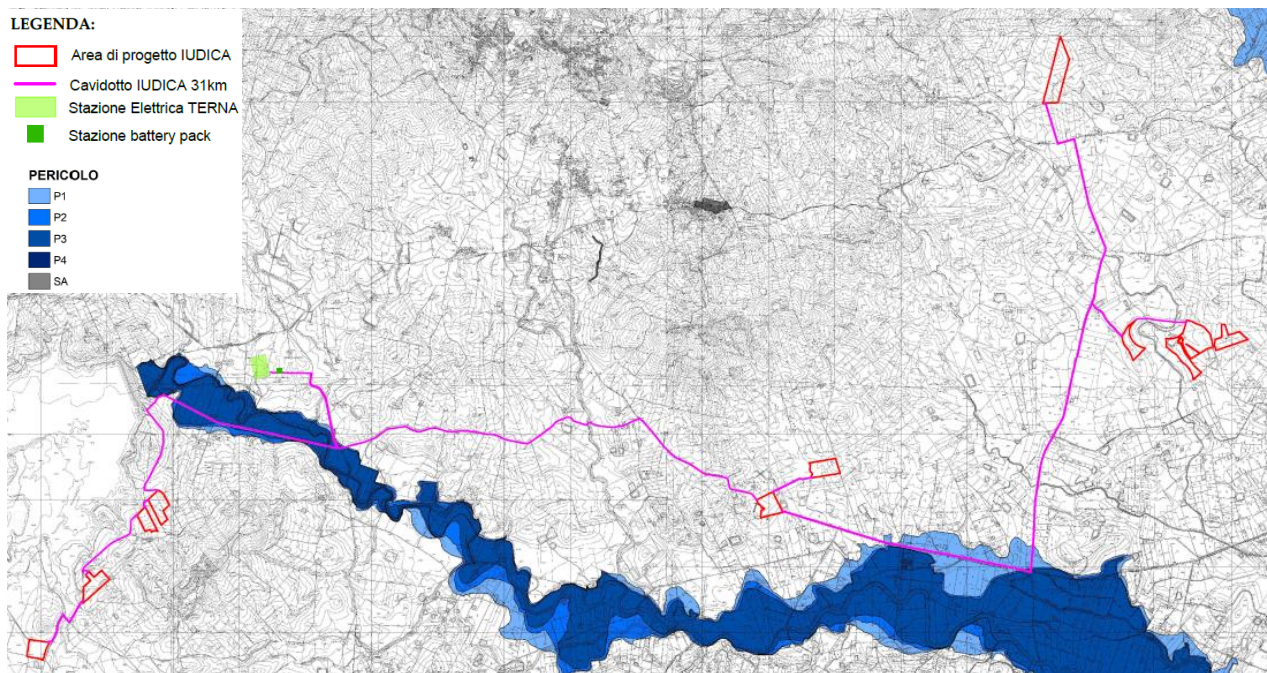 LEGENDA:
Area di progetto IUDICA
Cavidotto IUDICA 31km
Stazione Elettrica TERNA
Stazione battery pack
PERICOLO
P1
P2
P3
P4
SA